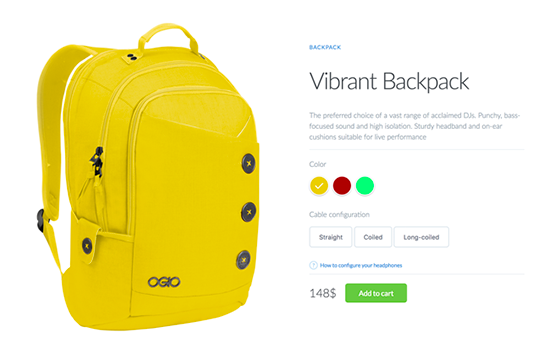 BACKPACK
Vibrant Backpack
The preferred choice of a vast range of acclaimed DJs. Punchy, bass-
focused sound and high isolation. Sturdy headband and on-ear
cushions suitable for live performance
Color
Cable configuration
Straight
Coiled
Long-coiled
? How to configure your headphones
148$
Add to cart
OGIO